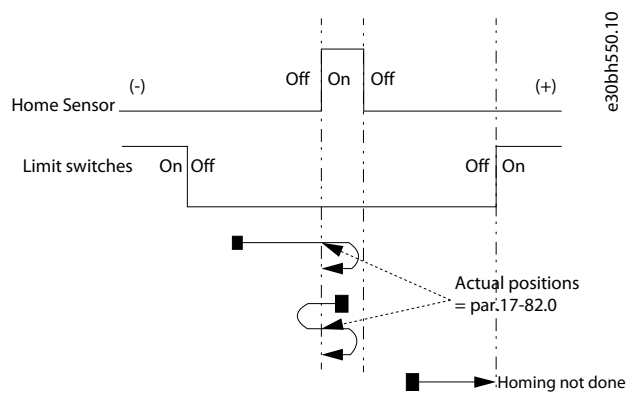 e30bh550.10
Off On Off
(-) (+)
Home Sensor
Limit switches On Off Off On
Actual positions
= par.17-82.0
Homing not done